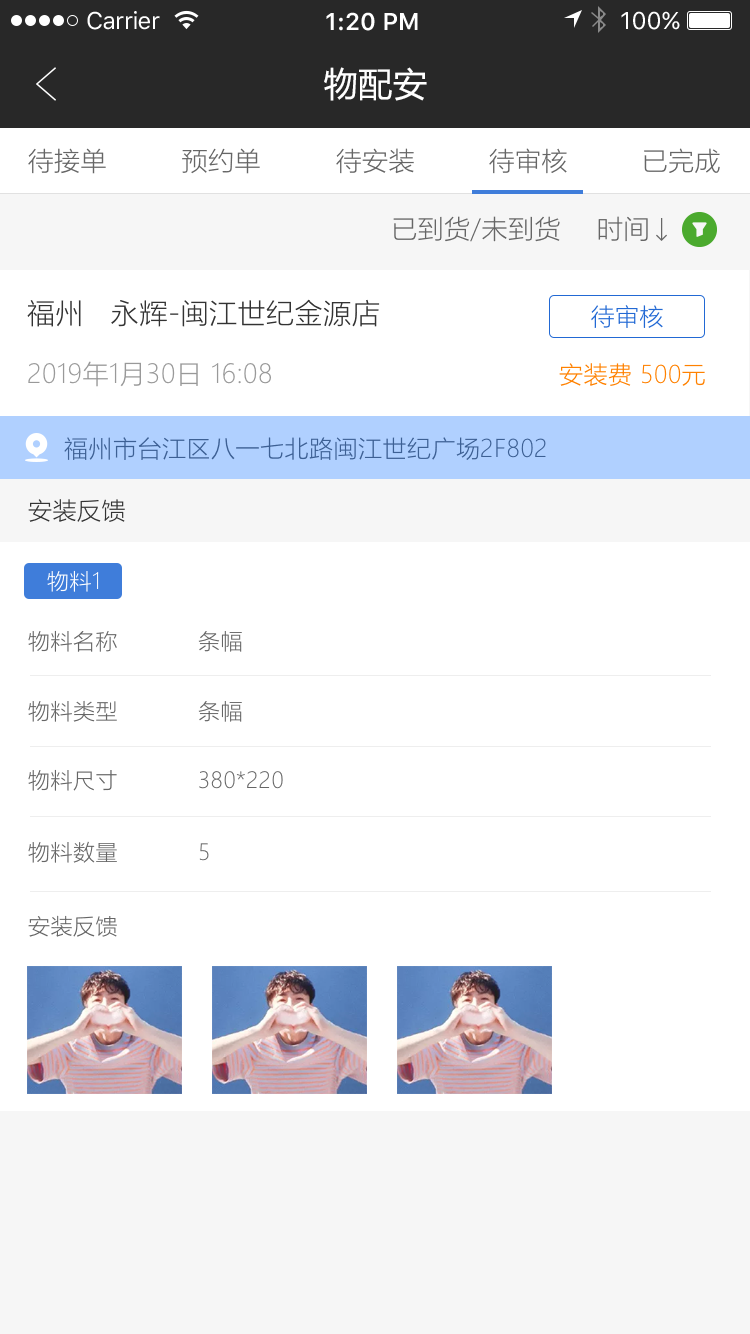 Carrier 1:20 PM 100%
物配安
待接单 预约单 待安装 待审核 已完成
已到货/未到货 时间↓
福州 永辉-闽江世纪金源店 待审核
2019年1月30日 16:08 安装费 500元
福州市台江区八一七北路闽江世纪广场2F802
安装反馈
物料1
物料名称 条幅
物料类型 条幅
物料尺寸 380*220
物料数量 5
安装反馈